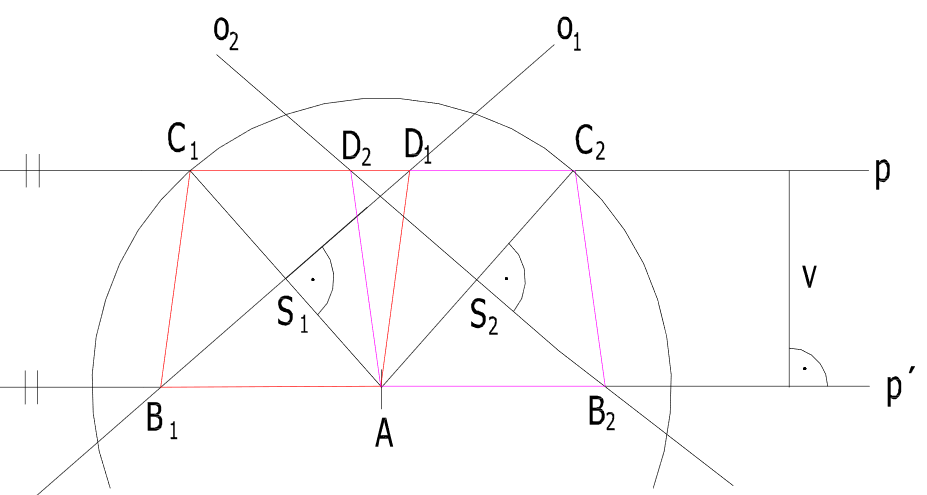 o₂ o₁
C₁ D₂ D₁ C₂ p
S₁ S₂ v
B₁ A B₂ p´